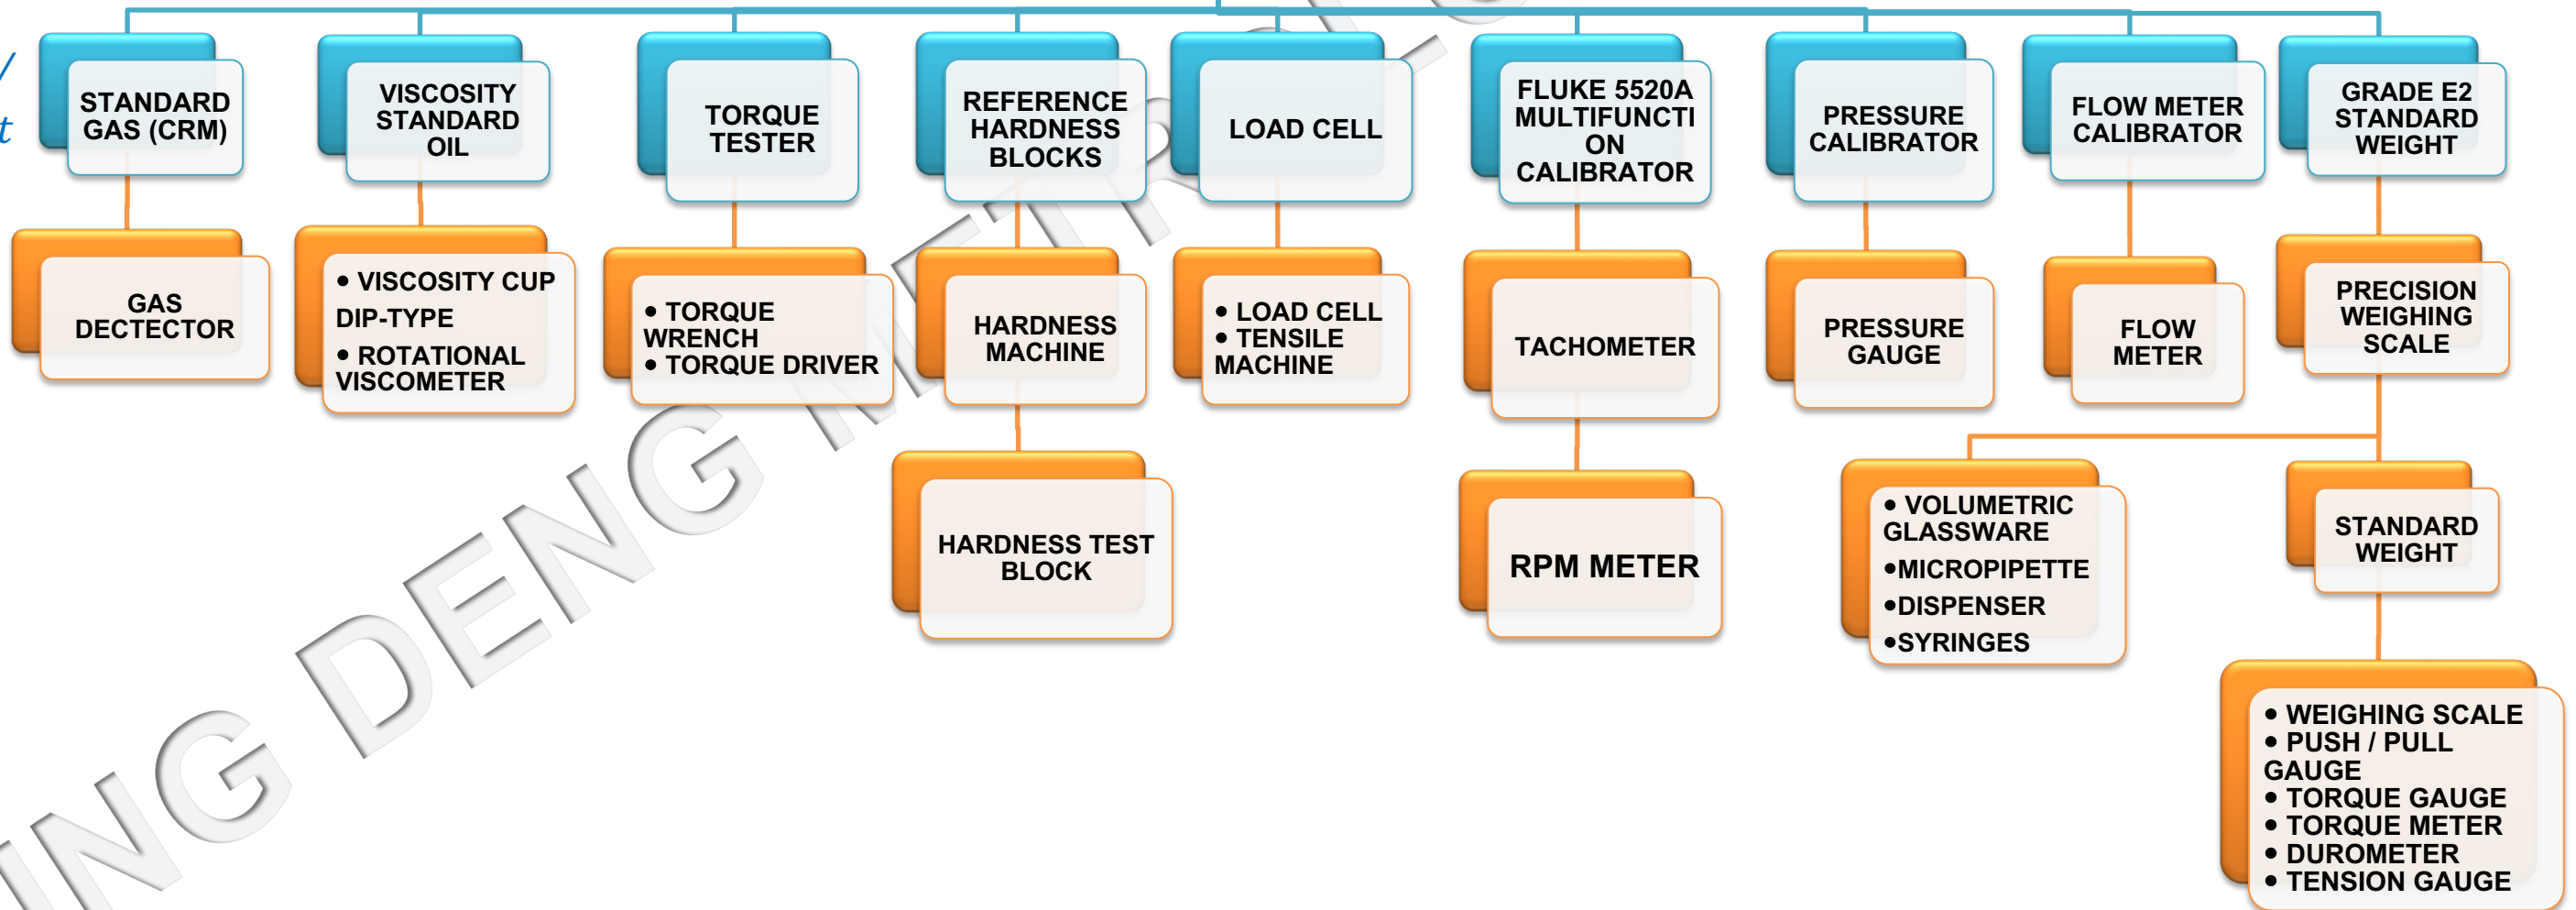 STANDARD
GAS (CRM)
VISCOSITY
STANDARD
OIL
TORQUE
TESTER
REFERENCE
HARDNESS
BLOCKS
LOAD CELL
FLUKE 5520A
MULTIFUNCTI
ON
CALIBRATOR
PRESSURE
CALIBRATOR
FLOW METER
CALIBRATOR
GRADE E2
STANDARD
WEIGHT
GAS
DECTECTOR
• VISCOSITY CUP
DIP-TYPE
• ROTATIONAL
VISCOMETER
• TORQUE
WRENCH
• TORQUE DRIVER
HARDNESS
MACHINE
• LOAD CELL
• TENSILE
MACHINE
TACHOMETER
PRESSURE
GAUGE
FLOW
METER
PRECISION
WEIGHING
SCALE
HARDNESS TEST
BLOCK
RPM METER
• VOLUMETRIC
GLASSWARE
•MICROPIPETTE
•DISPENSER
•SYRINGES
STANDARD
WEIGHT
• WEIGHING SCALE
• PUSH / PULL
GAUGE
• TORQUE GAUGE
• TORQUE METER
• DUROMETER
• TENSION GAUGE
DENG